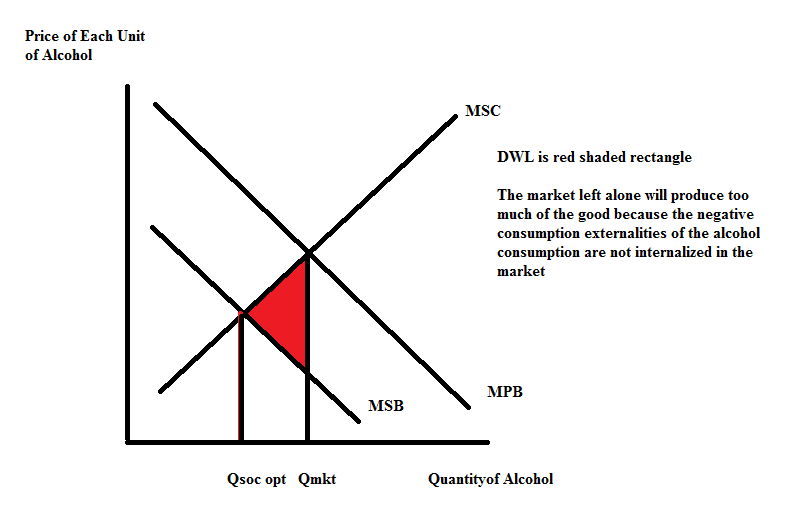 Price of Each Unit
of Alcohol
MSC
DWL is red shaded rectangle
The market left alone will produce too
much of the good because the negative
consumption externalities of the alcohol
consumption are not internalized in the
market
MPB
MSB
Qsoc opt
Qmkt
Quantityof Alcohol